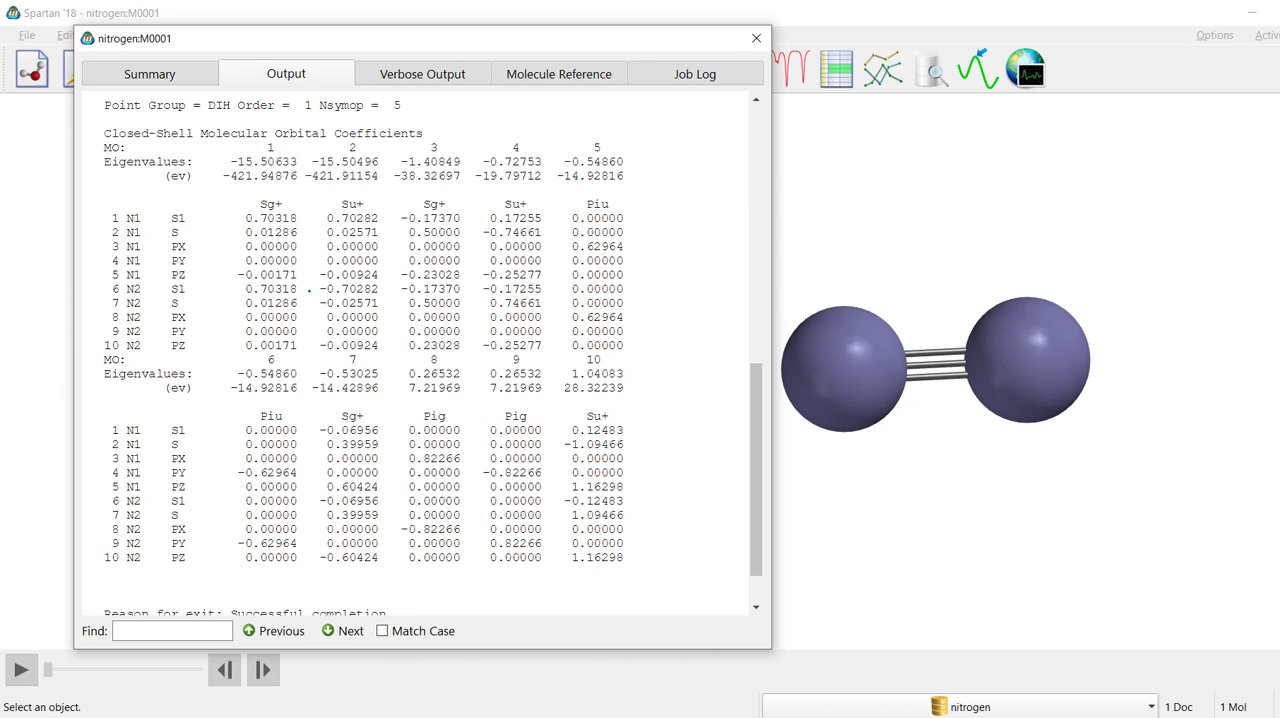 Spartan '18 - nitrogen:M0001
File
Options
nitrogen:M0001
Summary
Output
Verbose Output
Molecule Reference
Job Log
Point Group = DIH Order = 1 Nsymop = 5
Closed-Shell Molecular Orbital Coefficients
MO: 1 2 3 4 5
Eigenvalues: -15.50633 -15.50496 -1.40849 -0.72753 -0.54860
(ev) -421.94876 -421.91154 -38.32697 -19.79712 -14.92816
Sg+ Su+ Sg+ Su+ Piu
1 N1 S1 0.70318 0.70282 -0.17370 0.17255 0.00000
2 N1 S 0.01286 0.02571 0.50000 -0.74661 0.00000
3 N1 PX 0.00000 0.00000 0.00000 0.00000 0.62964
4 N1 PY 0.00000 0.00000 0.00000 0.00000 0.00000
5 N1 PZ -0.00171 -0.00924 -0.23028 -0.25277 0.00000
6 N2 S1 0.70318 -0.70282 -0.17370 -0.17255 0.00000
7 N2 S 0.01286 -0.02571 0.50000 0.74661 0.00000
8 N2 PX 0.00000 0.00000 0.00000 0.00000 0.62964
9 N2 PY 0.00000 0.00000 0.00000 0.00000 0.00000
10 N2 PZ 0.00171 -0.00924 0.23028 -0.25277 0.00000
MO: 6 7 8 9 10
Eigenvalues: -0.54860 -0.53025 0.26532 0.26532 1.04083
(ev) -14.92816 -14.42896 7.21969 7.21969 28.32239
Piu Sg+ Pig Pig Su+
1 N1 S1 0.00000 -0.06956 0.00000 0.00000 0.12483
2 N1 S 0.00000 0.39959 0.00000 0.00000 -1.09466
3 N1 PX 0.00000 0.00000 0.82266 0.00000 0.00000
4 N1 PY -0.62964 0.00000 0.00000 -0.82266 0.00000
5 N1 PZ 0.00000 0.60424 0.00000 0.00000 1.16298
6 N2 S1 0.00000 -0.06956 0.00000 0.00000 -0.12483
7 N2 S 0.00000 0.39959 0.00000 0.00000 1.09466
8 N2 PX 0.00000 0.00000 -0.82266 0.00000 0.00000
9 N2 PY -0.62964 0.00000 0.00000 0.82266 0.00000
10 N2 PZ 0.00000 -0.60424 0.00000 0.00000 1.16298
Reason for exit: Successful completion
Find:
Previous
Next
Match Case
Select an object.
nitrogen
1 Doc
1 Mol